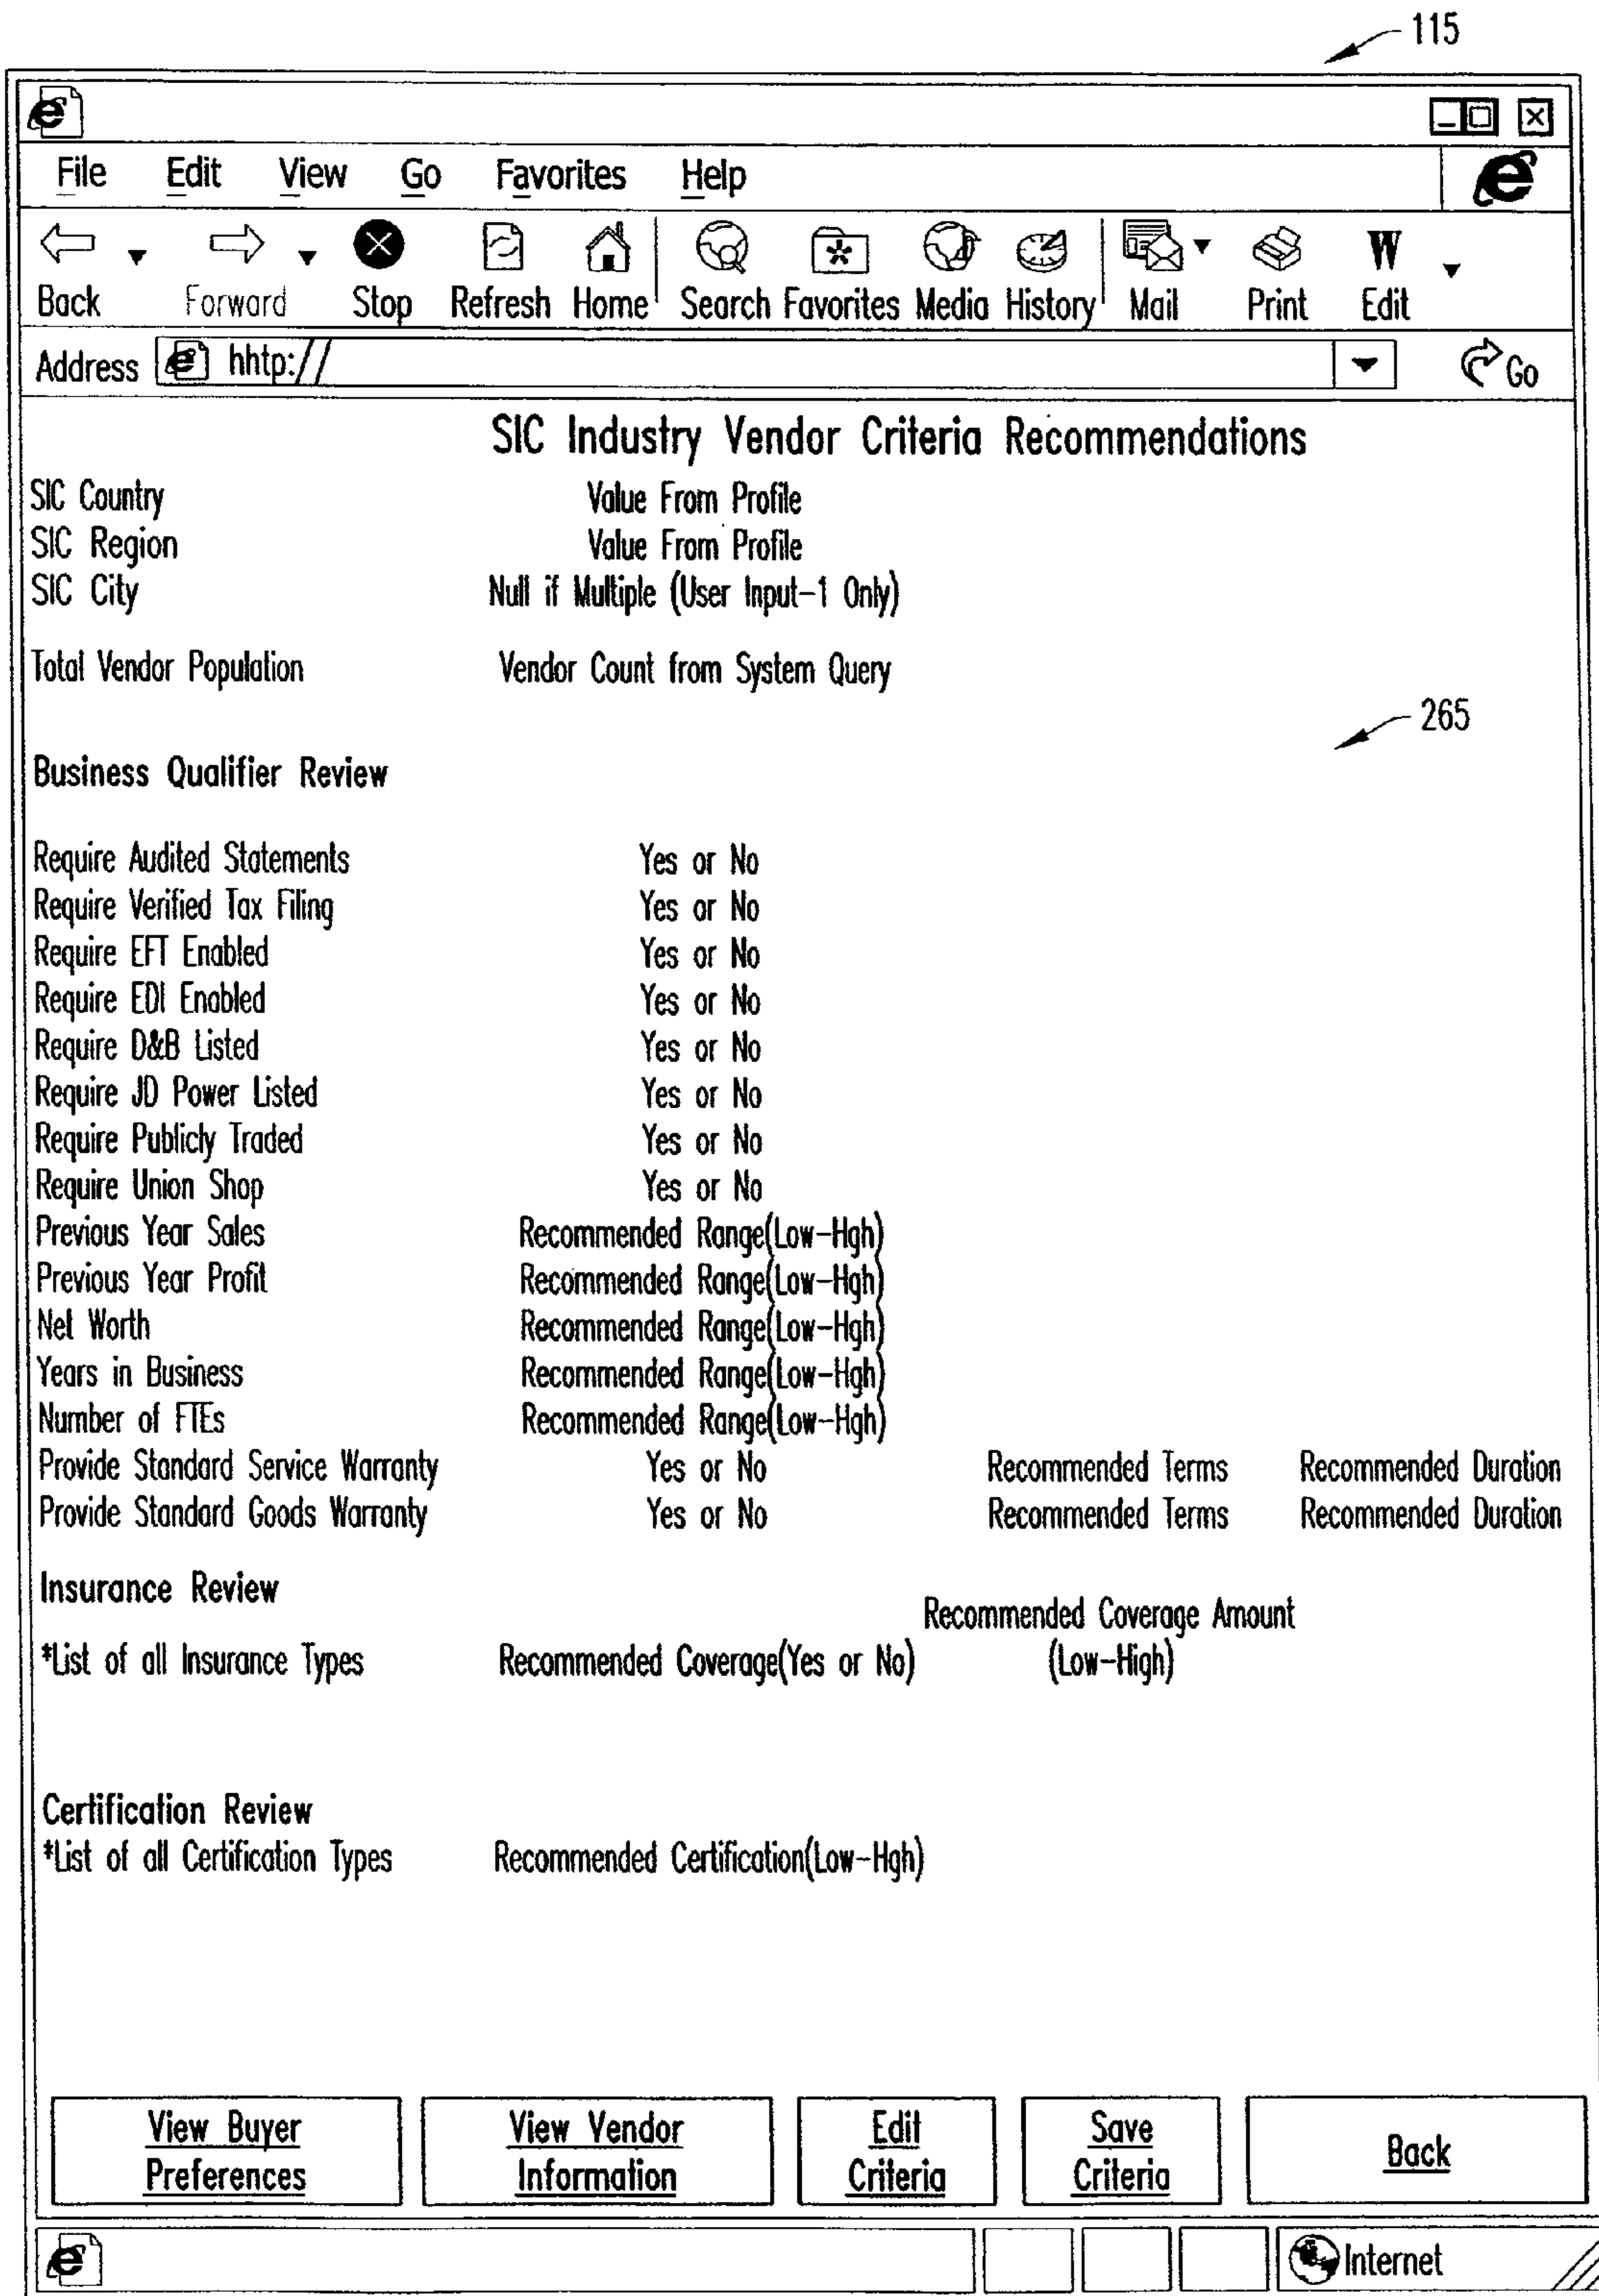 115
File Edit View Go Favorites Help
Back Forward Stop Refresh Home Search Favorites Media History Mail Print Edit
Address hhtp:// Go
SIC Industry Vendor Criteria Recommendations
SIC Country Value From Profile
SIC Region Value From Profile
SIC City Null if Multiple (User Input-1 Only)
Total Vendor Population Vendor Count from System Query
265
Business Qualifier Review
Require Audited Statements Yes or No
Require Verified Tax Filing Yes or No
Require EFT Enabled Yes or No
Require EDI Enabled Yes or No
Require D&B Listed Yes or No
Require JD Power Listed Yes or No
Require Publicly Traded Yes or No
Require Union Shop Yes or No
Previous Year Sales Recommended Range(Low-Hgh)
Previous Year Profit Recommended Range(Low-Hgh)
Net Worth Recommended Range(Low-Hgh)
Years in Business Recommended Range(Low-Hgh)
Number of FTEs Recommended Range(Low-Hgh)
Provide Standard Service Warranty Yes or No Recommended Terms Recommended Duration
Provide Standard Goods Warranty Yes or No Recommended Terms Recommended Duration
Insurance Review
Recommended Coverage Amount
*List of all Insurance Types Recommended Coverage(Yes or No) (Low-High)
Certification Review
*List of all Certification Types Recommended Certification(Low-Hgh)
View Buyer Preferences
View Vendor Information
Edit Criteria
Save Criteria
Back
Internet